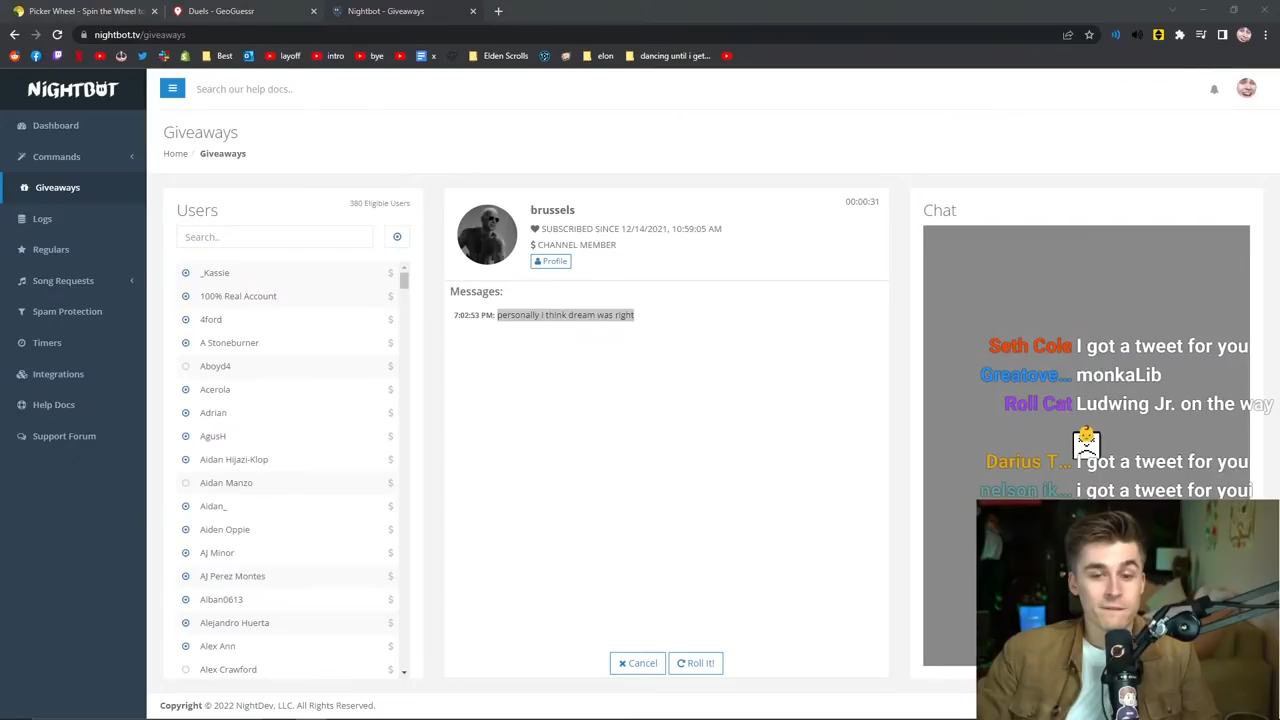 Picker Wheel - Spin the Wheel to
Duels - GeoGuessr
Nightbot - Giveaways
nightbot.tv/giveaways
Best
layoff
intro
bye
x
Elden Scrolls
elon
dancing until i get...
NIGHTBOT
Search our help docs..
Dashboard
Commands
Giveaways
Logs
Regulars
Song Requests
Spam Protection
Timers
Integrations
Help Docs
Support Forum
Giveaways
Home / Giveaways
Users
380 Eligible Users
Search..
_Kassie $
100% Real Account $
4ford $
A Stoneburner $
Aboyd4 $
Acerola $
Adrian $
AgusH $
Aidan Hijazi-Klop $
Aidan Manzo $
Aidan_ $
Aiden Oppie $
AJ Minor $
AJ Perez Montes $
Alban0613 $
Alejandro Huerta $
Alex Ann $
Alex Crawford $
brussels
00:00:31
SUBSCRIBED SINCE 12/14/2021, 10:59:05 AM
$ CHANNEL MEMBER
Profile
Messages:
7:02:53 PM: personally i think dream was right
Cancel
Roll It!
Chat
Seth Cole I got a tweet for you
Greatove... monkaLib
Roll Cat Ludwing Jr. on the way
Darius T... I got a tweet for you
nelson ik... i got a tweet for youi
Copyright © 2022 NightDev, LLC. All Rights Reserved.